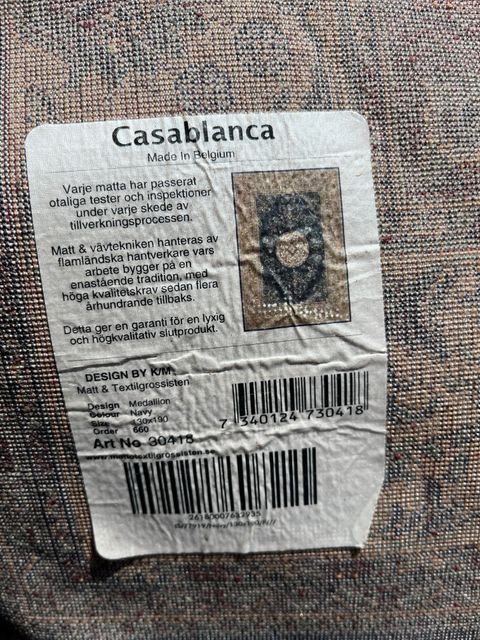 Casablanca
Made In Belgium
Varje matta har passerat
otaliga tester och inspektioner
under varje skede av
tillverkningsprocessen.
Matt & vävtekniken hanteras av
flamländska hantverkare vars
arbete bygger på en
enastående tradition, med
höga kvalitetskrav sedan flera
århundrande tillbaks.
Detta ger en garanti för en lyxig
och högkvalitativ slutprodukt.
DESIGN BY K/M
Matt & Textilgrossisten
Design Medallion
Colour Navy
Size 130x190
Order 660
Art No 30418
7 340124 730418
www.mattotextilgrossisten.se